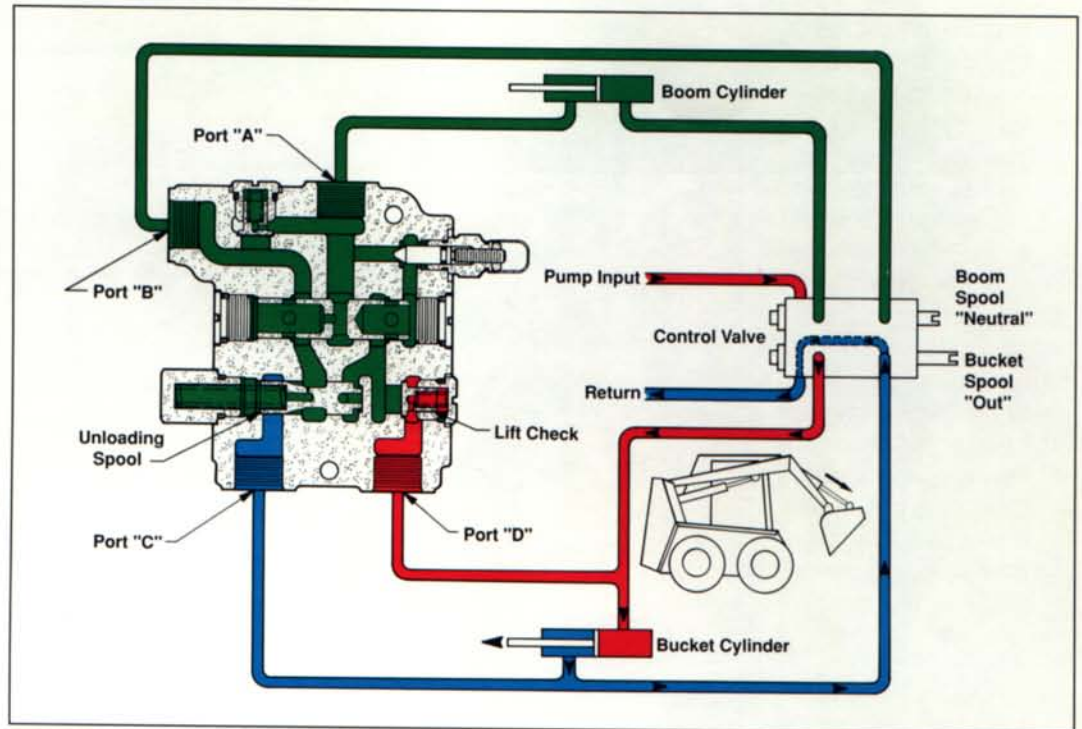 Boom Cylinder
Port "A"
Pump Input
Boom
Spool
"Neutral"
Port "B"
Control Valve
Bucket
Spool
"Out"
Return
Unloading
Spool
Lift Check
Port "C"
Port "D"
Bucket Cylinder